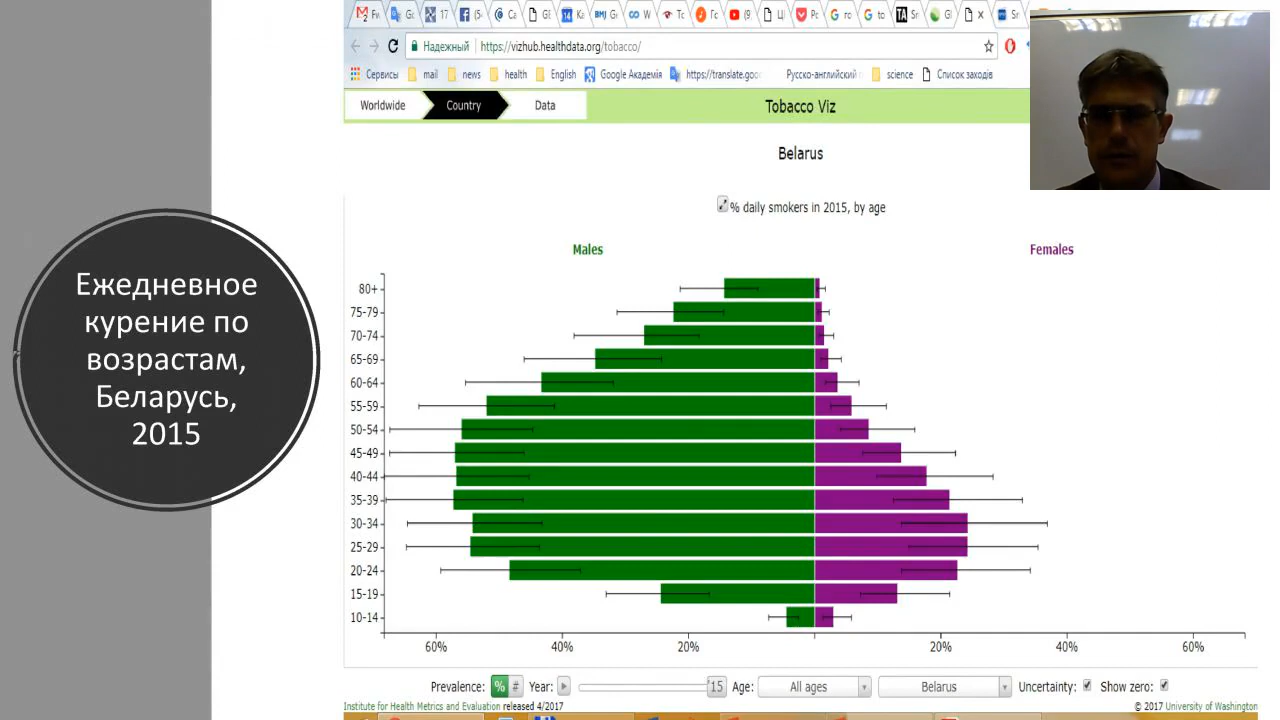 Ежедневное
курение по
возрастам,
Беларусь,
2015
Надежный https://vizhub.healthdata.org/tobacco/
Сервисы mail news health English Google Академія https://translate.goo Русско-английский science Список заходів
Worldwide Country Data Tobacco Viz
Belarus
% daily smokers in 2015, by age
Males Females
80+
75-79
70-74
65-69
60-64
55-59
50-54
45-49
40-44
35-39
30-34
25-29
20-24
15-19
10-14
60% 40% 20% 20% 40% 60%
Prevalence: % # Year: '15 Age: All ages Belarus Uncertainty: Show zero:
Institute for Health Metrics and Evaluation released 4/2017 © 2017 University of Washington